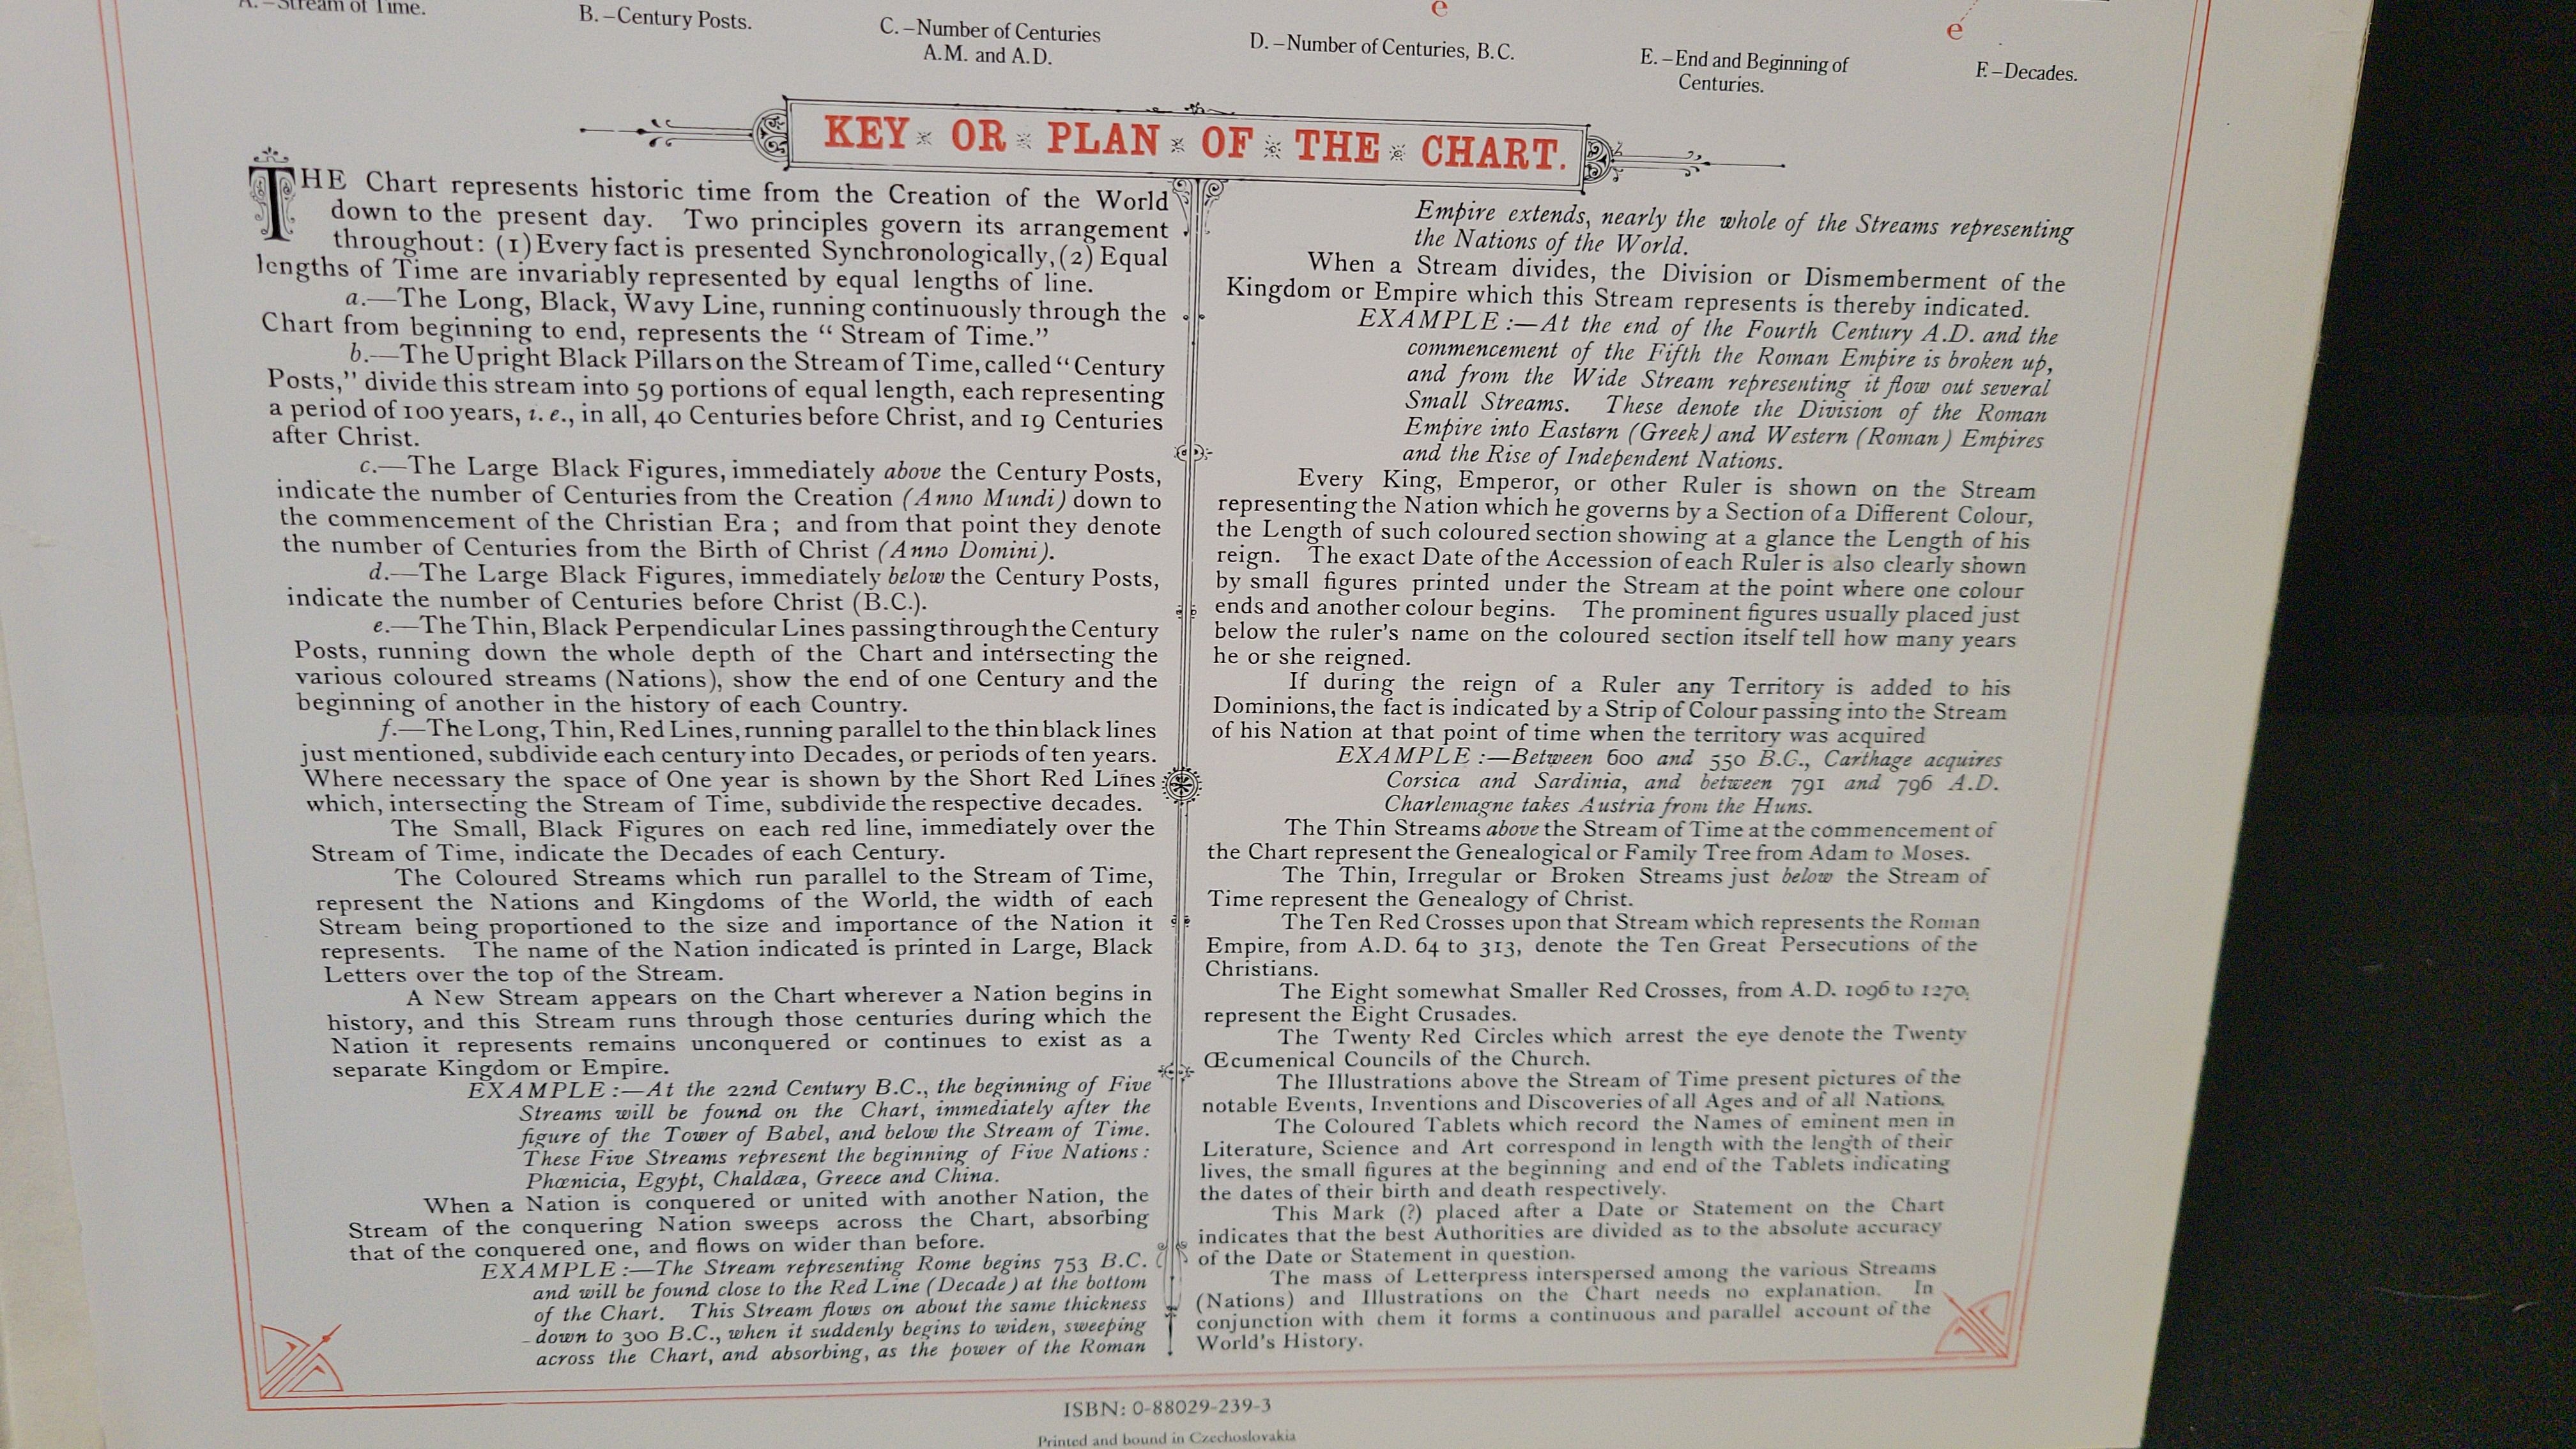 A.–Stream of Time.
B.–Century Posts.
C.–Number of Centuries
A.M. and A.D.
e
D.–Number of Centuries, B.C.
e
E.–End and Beginning of
Centuries.
F.–Decades.
KEY OR PLAN OF THE CHART.
THE Chart represents historic time from the Creation of the World
down to the present day. Two principles govern its arrangement
throughout: (1) Every fact is presented Synchronologically, (2) Equal
lengths of Time are invariably represented by equal lengths of line.
a.—The Long, Black, Wavy Line, running continuously through the
Chart from beginning to end, represents the “ Stream of Time.”
b.—The Upright Black Pillars on the Stream of Time, called “Century
Posts,” divide this stream into 59 portions of equal length, each representing
a period of 100 years, i. e., in all, 40 Centuries before Christ, and 19 Centuries
after Christ.
c.—The Large Black Figures, immediately above the Century Posts,
indicate the number of Centuries from the Creation (Anno Mundi) down to
the commencement of the Christian Era ; and from that point they denote
the number of Centuries from the Birth of Christ (Anno Domini).
d.—The Large Black Figures, immediately below the Century Posts,
indicate the number of Centuries before Christ (B.C.).
e.—The Thin, Black Perpendicular Lines passing through the Century
Posts, running down the whole depth of the Chart and intersecting the
various coloured streams (Nations), show the end of one Century and the
beginning of another in the history of each Country.
f.—The Long, Thin, Red Lines, running parallel to the thin black lines
just mentioned, subdivide each century into Decades, or periods of ten years.
Where necessary the space of One year is shown by the Short Red Lines
which, intersecting the Stream of Time, subdivide the respective decades.
The Small, Black Figures on each red line, immediately over the
Stream of Time, indicate the Decades of each Century.
The Coloured Streams which run parallel to the Stream of Time,
represent the Nations and Kingdoms of the World, the width of each
Stream being proportioned to the size and importance of the Nation it
represents. The name of the Nation indicated is printed in Large, Black
Letters over the top of the Stream.
A New Stream appears on the Chart wherever a Nation begins in
history, and this Stream runs through those centuries during which the
Nation it represents remains unconquered or continues to exist as a
separate Kingdom or Empire.
EXAMPLE :—At the 22nd Century B.C., the beginning of Five
Streams will be found on the Chart, immediately after the
figure of the Tower of Babel, and below the Stream of Time.
These Five Streams represent the beginning of Five Nations :
Phœnicia, Egypt, Chaldæa, Greece and China.
When a Nation is conquered or united with another Nation, the
Stream of the conquering Nation sweeps across the Chart, absorbing
that of the conquered one, and flows on wider than before.
EXAMPLE :—The Stream representing Rome begins 753 B.C.
and will be found close to the Red Line (Decade) at the bottom
of the Chart. This Stream flows on about the same thickness
down to 300 B.C., when it suddenly begins to widen, sweeping
across the Chart, and absorbing, as the power of the Roman
Empire extends, nearly the whole of the Streams representing
the Nations of the World.
When a Stream divides, the Division or Dismemberment of the
Kingdom or Empire which this Stream represents is thereby indicated.
EXAMPLE :—At the end of the Fourth Century A.D. and the
commencement of the Fifth the Roman Empire is broken up,
and from the Wide Stream representing it flow out several
Small Streams. These denote the Division of the Roman
Empire into Eastern (Greek) and Western (Roman) Empires
and the Rise of Independent Nations.
Every King, Emperor, or other Ruler is shown on the Stream
representing the Nation which he governs by a Section of a Different Colour,
the Length of such coloured section showing at a glance the Length of his
reign. The exact Date of the Accession of each Ruler is also clearly shown
by small figures printed under the Stream at the point where one colour
ends and another colour begins. The prominent figures usually placed just
below the ruler’s name on the coloured section itself tell how many years
he or she reigned.
If during the reign of a Ruler any Territory is added to his
Dominions, the fact is indicated by a Strip of Colour passing into the Stream
of his Nation at that point of time when the territory was acquired
EXAMPLE :—Between 600 and 550 B.C., Carthage acquires
Corsica and Sardinia, and between 791 and 796 A.D.
Charlemagne takes Austria from the Huns.
The Thin Streams above the Stream of Time at the commencement of
the Chart represent the Genealogical or Family Tree from Adam to Moses.
The Thin, Irregular or Broken Streams just below the Stream of
Time represent the Genealogy of Christ.
The Ten Red Crosses upon that Stream which represents the Roman
Empire, from A.D. 64 to 313, denote the Ten Great Persecutions of the
Christians.
The Eight somewhat Smaller Red Crosses, from A.D. 1096 to 1270,
represent the Eight Crusades.
The Twenty Red Circles which arrest the eye denote the Twenty
Œcumenical Councils of the Church.
The Illustrations above the Stream of Time present pictures of the
notable Events, Inventions and Discoveries of all Ages and of all Nations.
The Coloured Tablets which record the Names of eminent men in
Literature, Science and Art correspond in length with the length of their
lives, the small figures at the beginning and end of the Tablets indicating
the dates of their birth and death respectively.
This Mark (?) placed after a Date or Statement on the Chart
indicates that the best Authorities are divided as to the absolute accuracy
of the Date or Statement in question.
The mass of Letterpress interspersed among the various Streams
(Nations) and Illustrations on the Chart needs no explanation. In
conjunction with them it forms a continuous and parallel account of the
World’s History.
ISBN: 0-88029-239-3
Printed and bound in Czechoslovakia